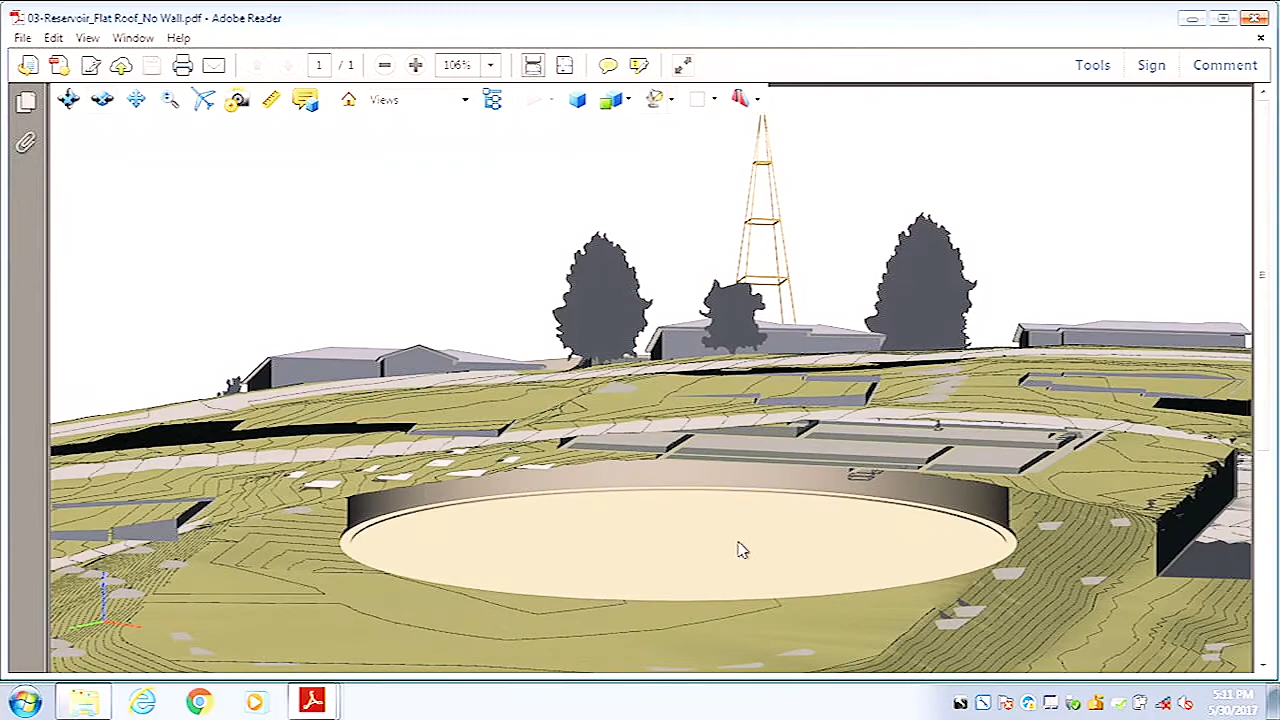 03-Reservoir_Flat Roof_No Wall.pdf - Adobe Reader
File Edit View Window Help
1 / 1 106% Tools Sign Comment
Views
5:11 PM
5/30/2017